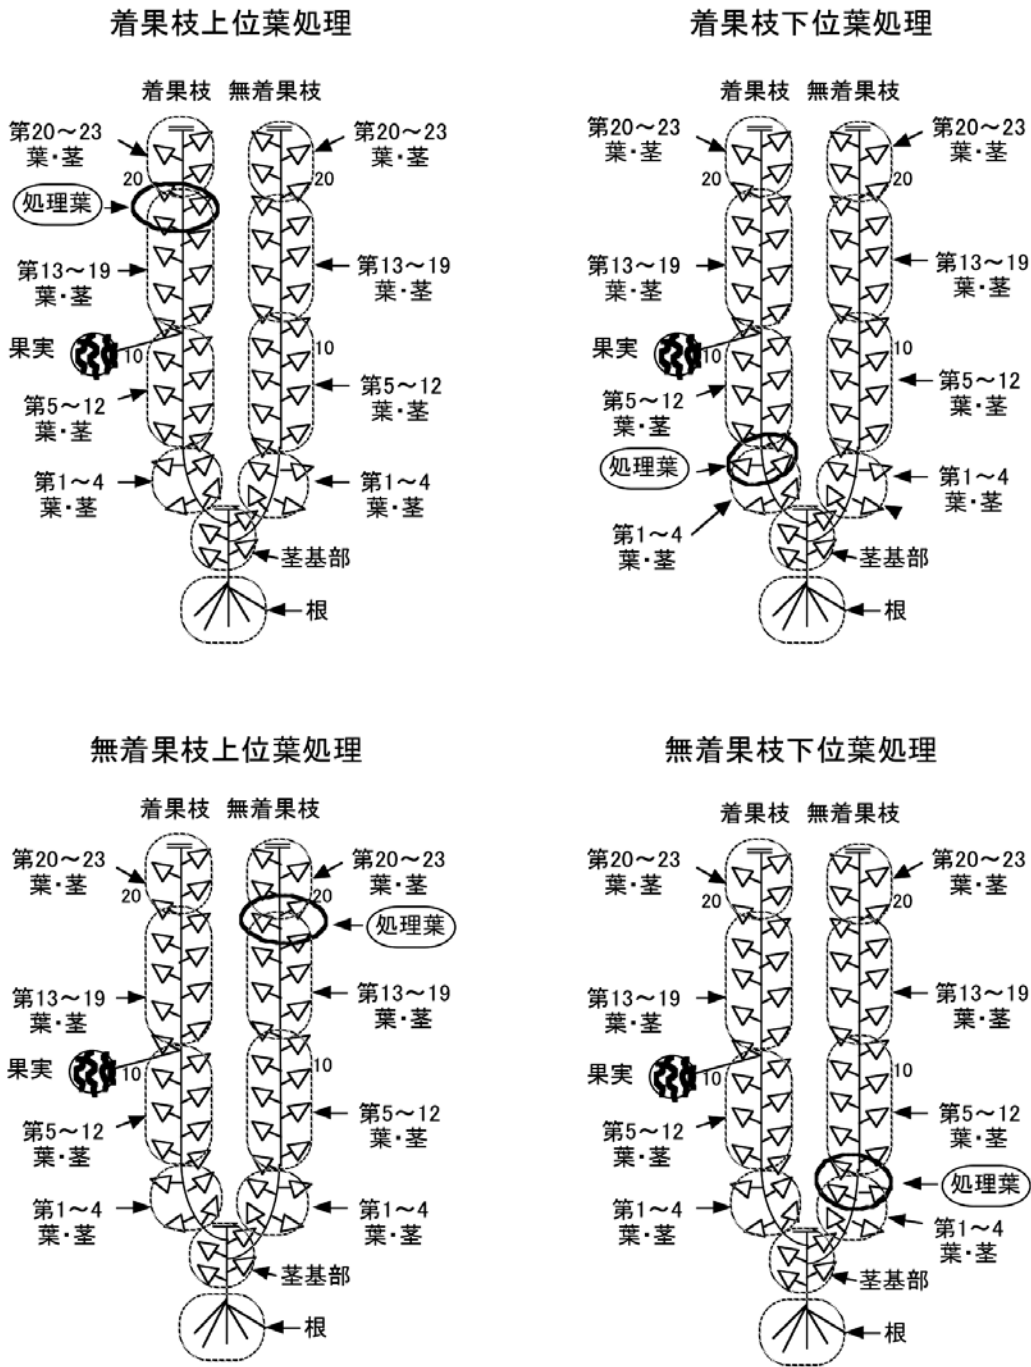 着果枝上位葉処理
着果枝 無着果枝
第20～23
葉・茎
第20～23
葉・茎
20
20
処理葉
第13～19
葉・茎
第13～19
葉・茎
果実
10
10
第5～12
葉・茎
第5～12
葉・茎
第1～4
葉・茎
第1～4
葉・茎
茎基部
根
着果枝下位葉処理
着果枝 無着果枝
第20～23
葉・茎
第20～23
葉・茎
20
20
第13～19
葉・茎
第13～19
葉・茎
果実
10
10
第5～12
葉・茎
第5～12
葉・茎
処理葉
第1～4
葉・茎
第1～4
葉・茎
茎基部
根
無着果枝上位葉処理
着果枝 無着果枝
第20～23
葉・茎
第20～23
葉・茎
20
20
処理葉
第13～19
葉・茎
第13～19
葉・茎
果実
10
10
第5～12
葉・茎
第5～12
葉・茎
第1～4
葉・茎
第1～4
葉・茎
茎基部
根
無着果枝下位葉処理
着果枝 無着果枝
第20～23
葉・茎
第20～23
葉・茎
20
20
第13～19
葉・茎
第13～19
葉・茎
果実
10
10
第5～12
葉・茎
第5～12
葉・茎
処理葉
第1～4
葉・茎
第1～4
葉・茎
茎基部
根